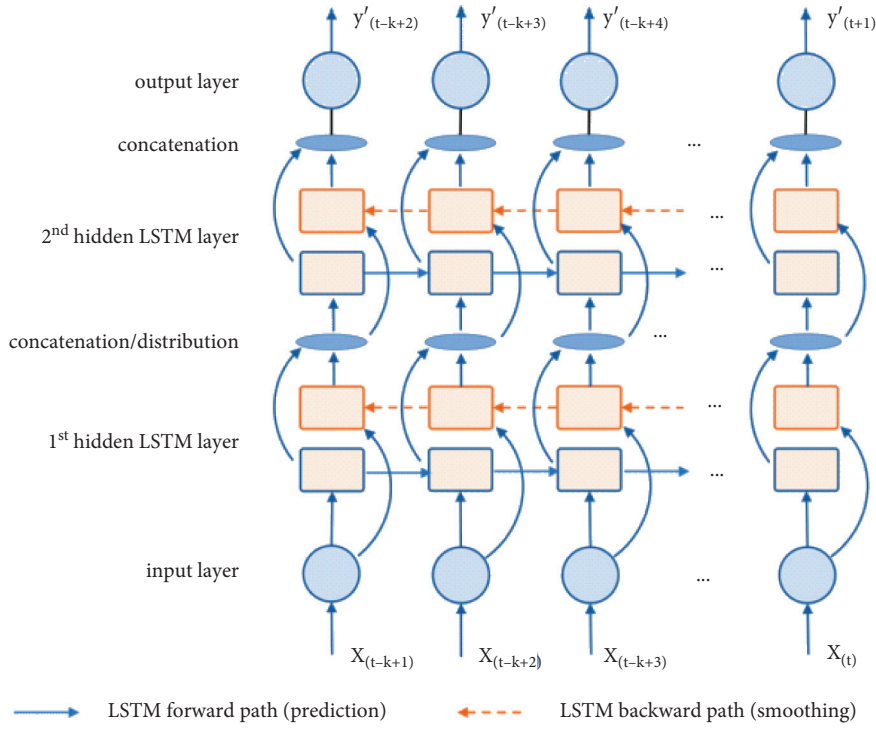 y′(t–k+2) y′(t–k+3) y′(t–k+4) y′(t+1)
output layer
concatenation ...
2nd hidden LSTM layer ...
...
concatenation/distribution ...
1st hidden LSTM layer ...
...
input layer ...
X(t–k+1) X(t–k+2) X(t–k+3) X(t)
LSTM forward path (prediction) LSTM backward path (smoothing)